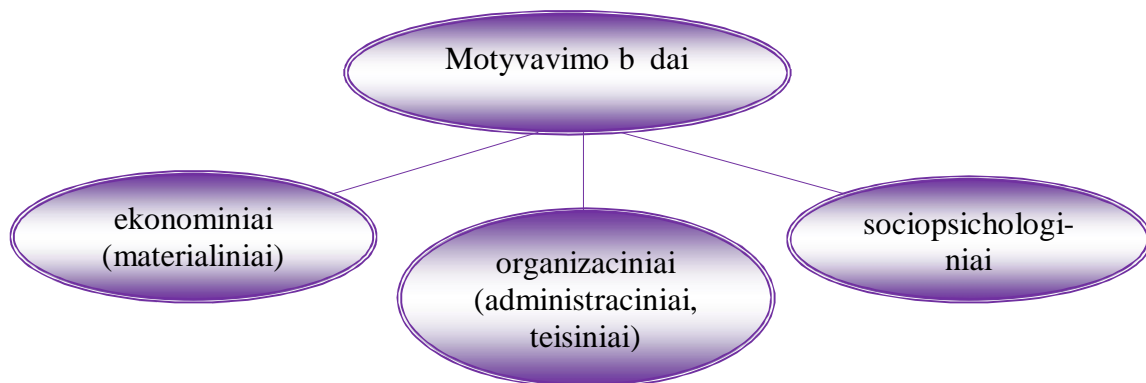 Motyvavimo b dai
ekonominiai
(materialiniai)
organizaciniai
(administraciniai,
teisiniai)
sociopsichologi-
niai